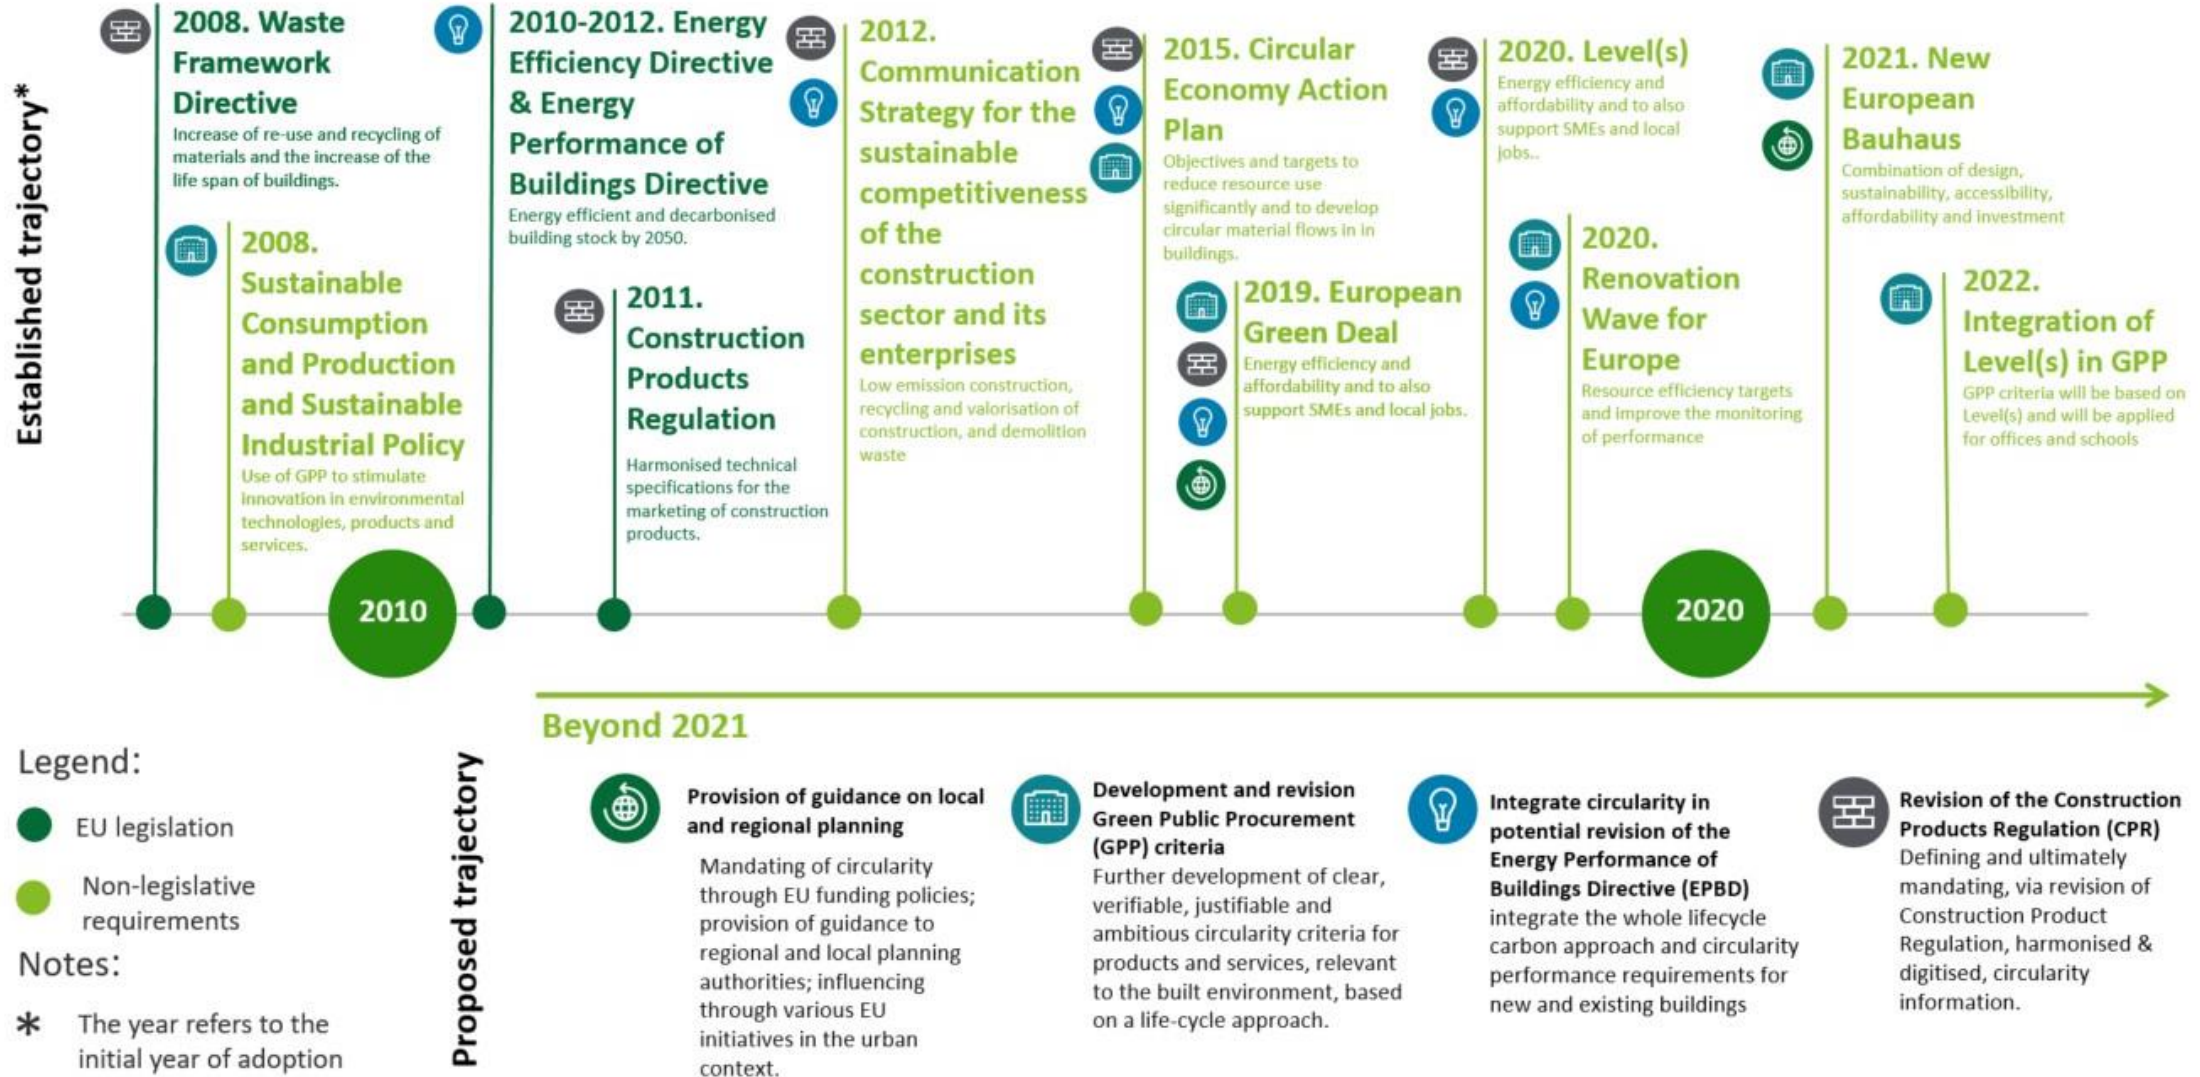 Established trajectory*
2008. Waste
Framework
Directive
Increase of re-use and recycling of
materials and the increase of the
life span of buildings.
2008.
Sustainable
Consumption
and Production
and Sustainable
Industrial Policy
Use of GPP to stimulate
innovation in environmental
technologies, products and
services.
2010-2012. Energy
Efficiency Directive
& Energy
Performance of
Buildings Directive
Energy efficient and decarbonised
building stock by 2050.
2011.
Construction
Products
Regulation
Harmonised technical
specifications for the
marketing of construction
products.
2012.
Communication
Strategy for the
sustainable
competitiveness
of the
construction
sector and its
enterprises
Low emission construction,
recycling and valorisation of
construction, and demolition
waste
2015. Circular
Economy Action
Plan
Objectives and targets to
reduce resource use
significantly and to develop
circular material flows in in
buildings.
2019. European
Green Deal
Energy efficiency and
affordability and to also
support SMEs and local jobs.
2020. Level(s)
Energy efficiency and
affordability and to also
support SMEs and local
jobs..
2020.
Renovation
Wave for
Europe
Resource efficiency targets
and improve the monitoring
of performance
2021. New
European
Bauhaus
Combination of design,
sustainability, accessibility,
affordability and investment
2022.
Integration of
Level(s) in GPP
GPP criteria will be based on
Level(s) and will be applied
for offices and schools
2010
2020
Beyond 2021
Legend:
EU legislation
Non-legislative
requirements
Notes:
* The year refers to the
initial year of adoption
Proposed trajectory
Provision of guidance on local
and regional planning
Mandating of circularity
through EU funding policies;
provision of guidance to
regional and local planning
authorities; influencing
through various EU
initiatives in the urban
context.
Development and revision
Green Public Procurement
(GPP) criteria
Further development of clear,
verifiable, justifiable and
ambitious circularity criteria for
products and services, relevant
to the built environment, based
on a life-cycle approach.
Integrate circularity in
potential revision of the
Energy Performance of
Buildings Directive (EPBD)
integrate the whole lifecycle
carbon approach and circularity
performance requirements for
new and existing buildings
Revision of the Construction
Products Regulation (CPR)
Defining and ultimately
mandating, via revision of
Construction Product
Regulation, harmonised &
digitised, circularity
information.